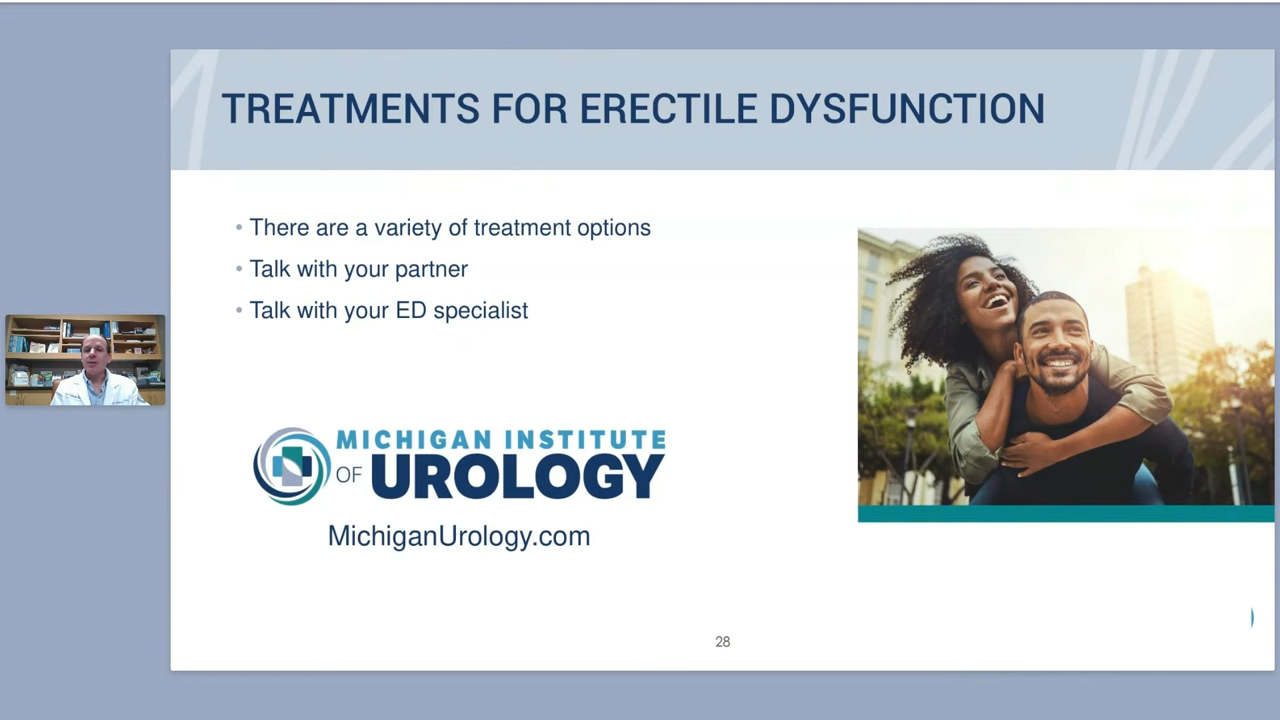 TREATMENTS FOR ERECTILE DYSFUNCTION
• There are a variety of treatment options
• Talk with your partner
• Talk with your ED specialist
MICHIGAN INSTITUTE
OF UROLOGY
MichiganUrology.com
28